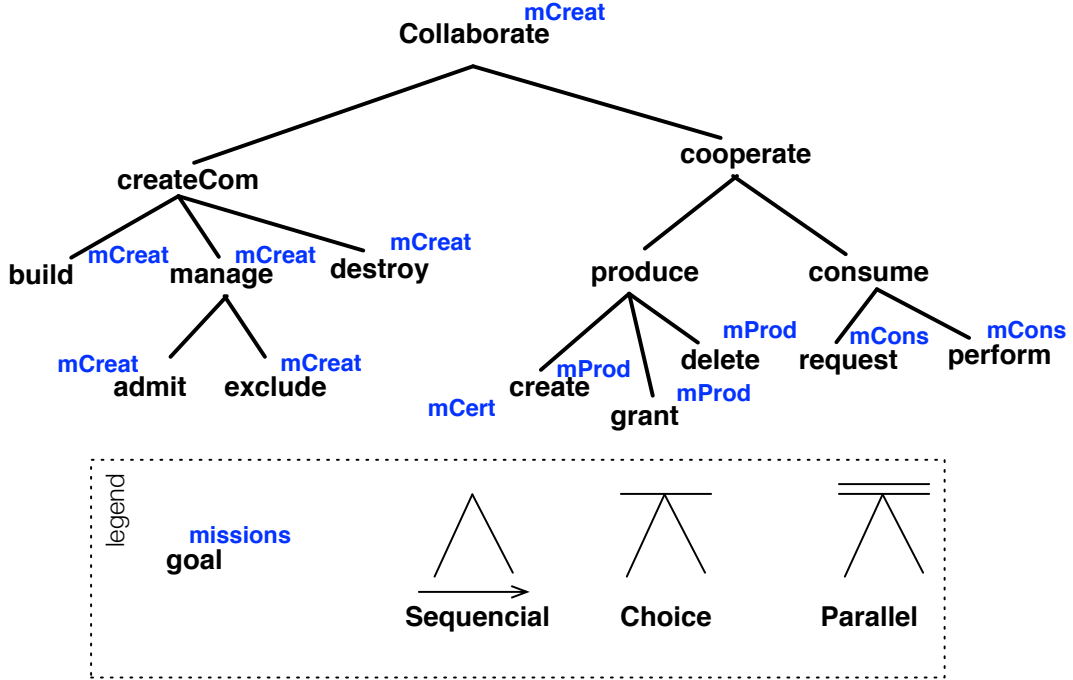 mCreat
Collaborate
cooperate
createCom
mCreat
mCreat
mCreat
build
manage
destroy
produce
consume
mCreat
mCreat
admit
exclude
mProd
mCons
mCons
delete
request
perform
mProd
create
mCert
mProd
grant
legend
missions
goal
Sequencial
Choice
Parallel